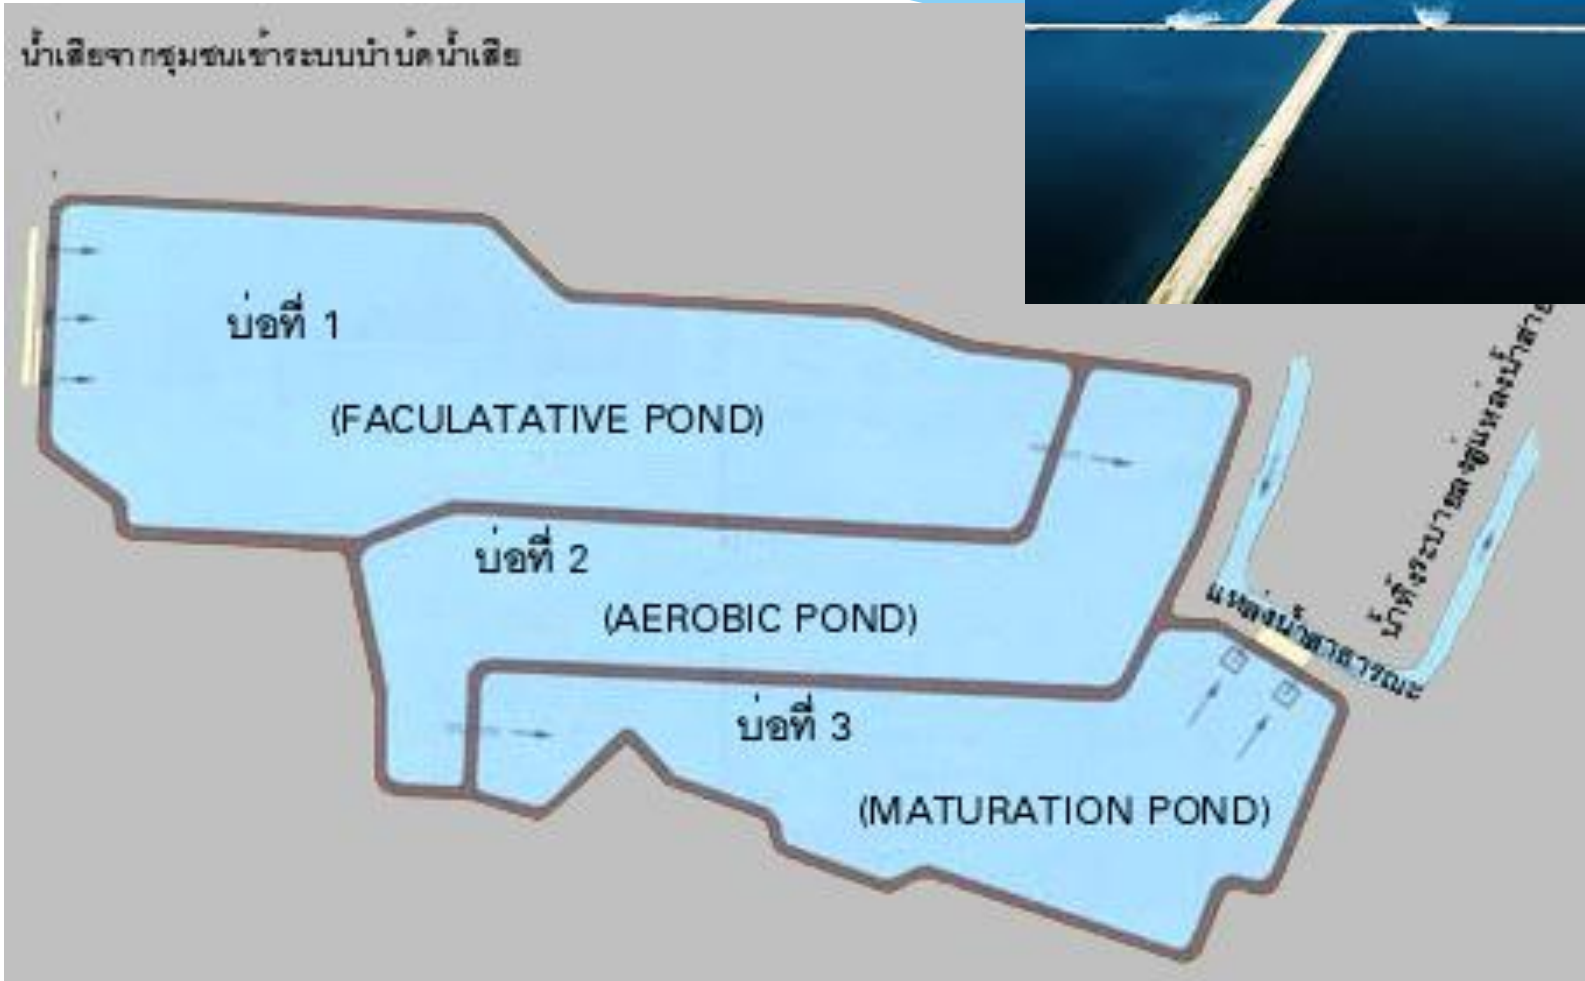 น้ำเสียจากชุมชนเข้าระบบบำบัดน้ำเสีย
บ่อที่ 1
(FACULATATIVE POND)
บ่อที่ 2
(AEROBIC POND)
บ่อที่ 3
(MATURATION POND)
แหล่งน้ำสาธารณะ
น้ำทิ้งระบายลงสู่แหล่งน้ำสาย